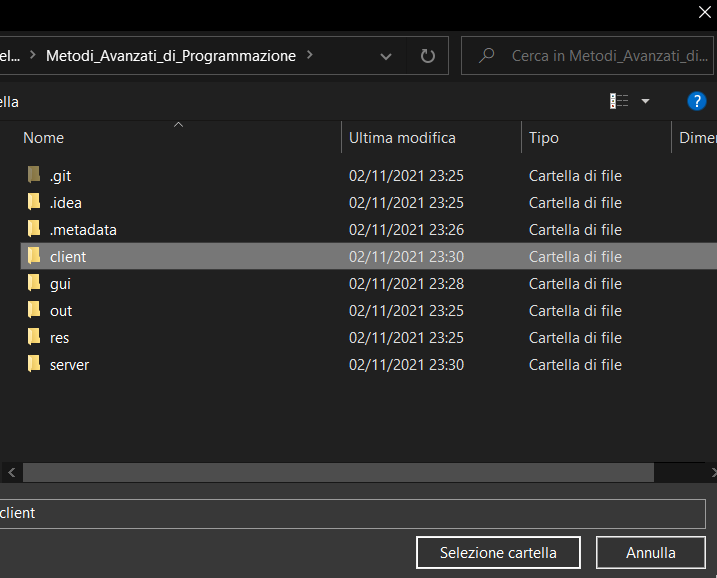 el... > Metodi_Avanzati_di_Programmazione > Cerca in Metodi_Avanzati_di...
ella
?
Nome Ultima modifica Tipo Dimen
.git 02/11/2021 23:25 Cartella di file
.idea 02/11/2021 23:25 Cartella di file
.metadata 02/11/2021 23:26 Cartella di file
client 02/11/2021 23:30 Cartella di file
gui 02/11/2021 23:28 Cartella di file
out 02/11/2021 23:25 Cartella di file
res 02/11/2021 23:25 Cartella di file
server 02/11/2021 23:30 Cartella di file
client
Selezione cartella Annulla